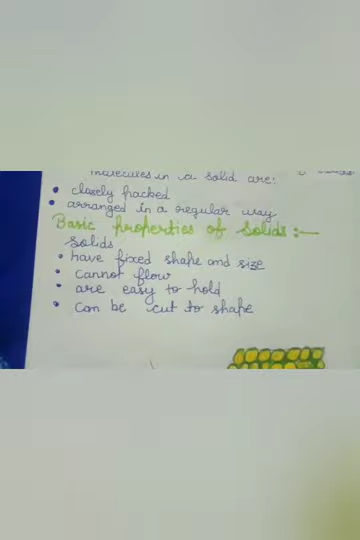 molecules in a solid are:
• closely packed
• arranged in a regular way
Basic properties of Solids:—
Solids
• have fixed shape and size
• cannot flow
• are easy to hold
• can be cut to shape